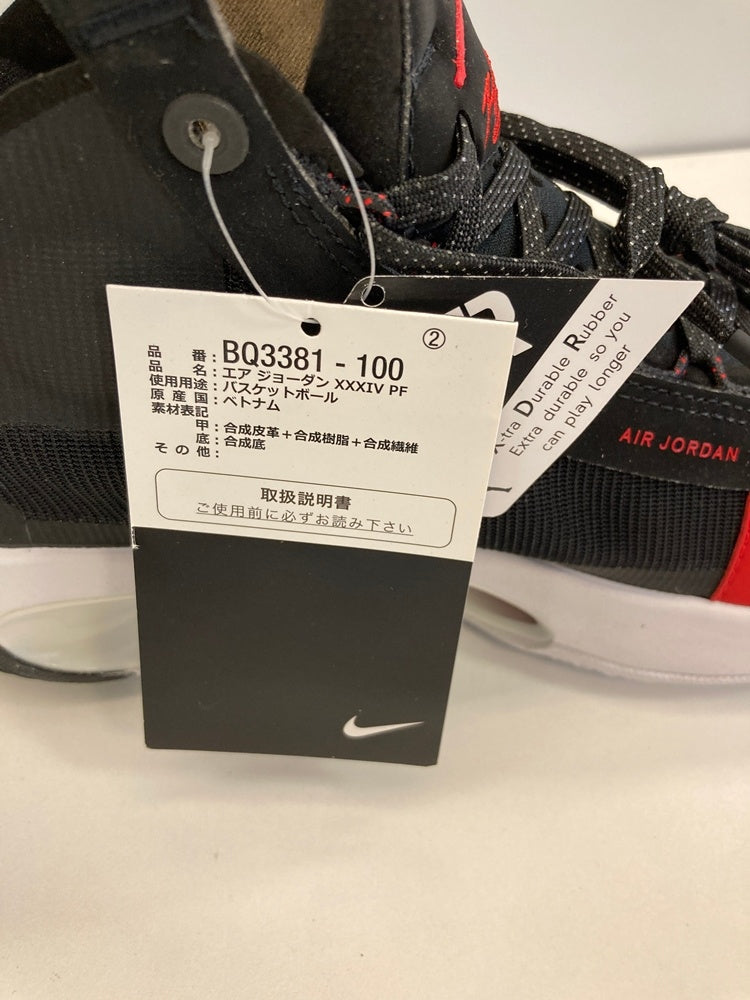 ②
品 番：BQ3381 - 100
品 名：エア ジョーダン XXXIV PF
使用用途：バスケットボール
原 産 国：ベトナム
素材表記
甲：合成皮革＋合成樹脂＋合成繊維
底：合成底
そ の 他：
取扱説明書
ご使用前に必ずお読み下さい
Durable Rubber
Extra durable so you
can play longer
AIR JORDAN